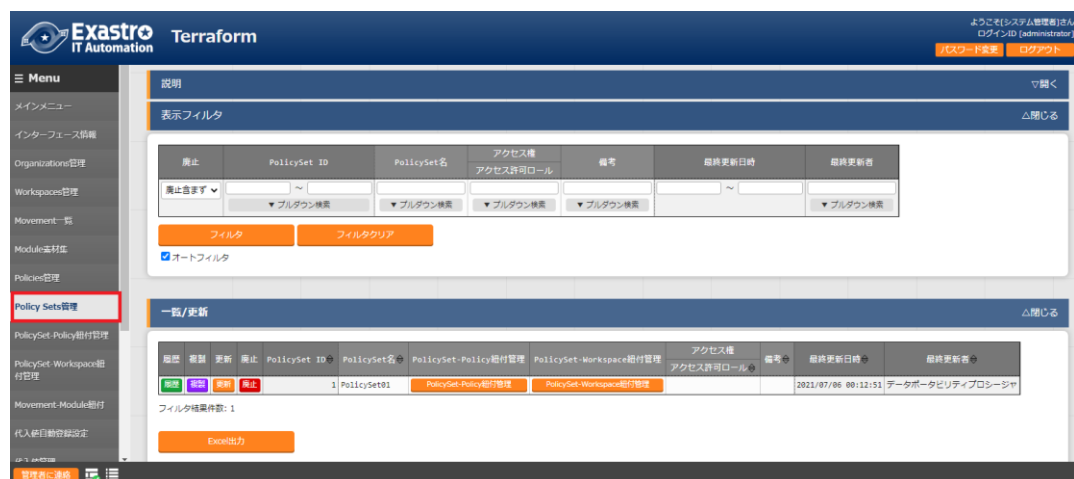 Exastro
IT Automation
Terraform
ようこそ[システム管理者]さん
ログインID [administrator]
パスワード変更 ログアウト
Menu
メインメニュー
インターフェース情報
Organizations管理
Workspaces管理
Movement一覧
Module素材集
Policies管理
Policy Sets管理
PolicySet-Policy紐付管理
PolicySet-Workspace紐付管理
Movement-Module紐付
代入値自動登録設定
説明 ▽開く
表示フィルタ △閉じる
廃止 PolicySet ID PolicySet名 アクセス権 備考 最終更新日時 最終更新者
アクセス許可ロール
廃止含まず ～ ～
▼ プルダウン検索 ▼ プルダウン検索 ▼ プルダウン検索 ▼ プルダウン検索 ▼ プルダウン検索
フィルタ フィルタクリア
オートフィルタ
一覧/更新 △閉じる
履歴 複製 更新 廃止 PolicySet ID PolicySet名 PolicySet-Policy紐付管理 PolicySet-Workspace紐付管理 アクセス権 備考 最終更新日時 最終更新者
アクセス許可ロール
履歴 複製 更新 廃止 1 PolicySet01 PolicySet-Policy紐付管理 PolicySet-Workspace紐付管理 2021/07/06 00:12:51 データポータビリティプロシージャ
フィルタ結果件数: 1
Excel出力
管理者に連絡